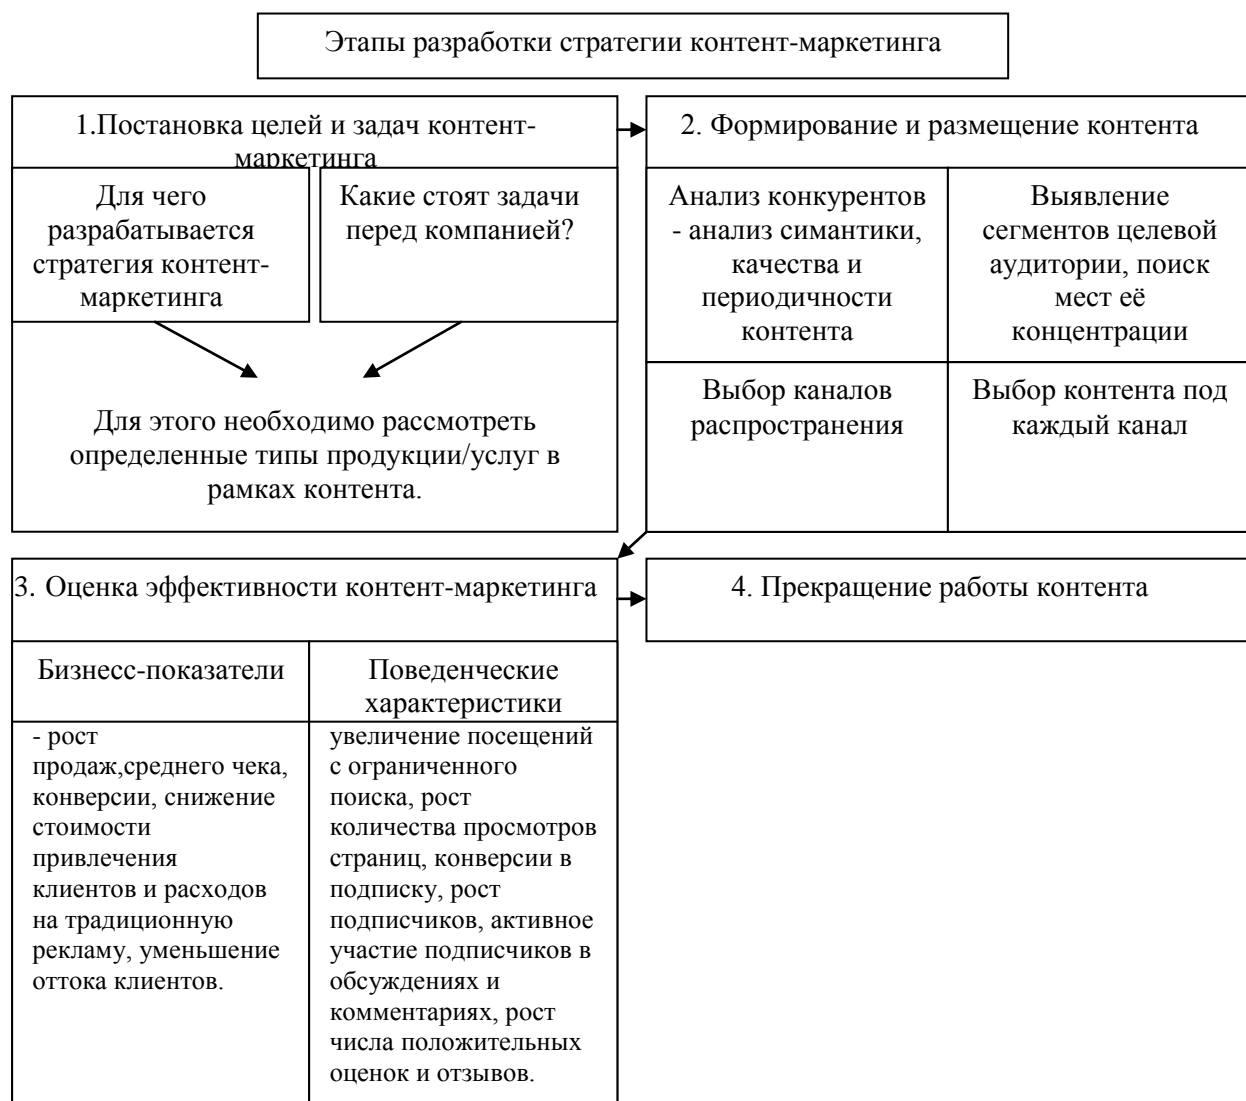 Этапы разработки стратегии контент-маркетинга
1.Постановка целей и задач контент-
маркетинга
Для чего
разрабатывается
стратегия контент-
маркетинга
Какие стоят задачи
перед компанией?
Для этого необходимо рассмотреть
определенные типы продукции/услуг в
рамках контента.
2. Формирование и размещение контента
Анализ конкурентов
- анализ симантики,
качества и
периодичности
контента
Выявление
сегментов целевой
аудитории, поиск
мест её
концентрации
Выбор каналов
распространения
Выбор контента под
каждый канал
3. Оценка эффективности контент-маркетинга
Бизнесс-показатели
- рост
продаж,среднего чека,
конверсии, снижение
стоимости
привлечения
клиентов и расходов
на традиционную
рекламу, уменьшение
оттока клиентов.
Поведенческие
характеристики
увеличение посещений
с ограниченного
поиска, рост
количества просмотров
страниц, конверсии в
подписку, рост
подписчиков, активное
участие подписчиков в
обсуждениях и
комментариях, рост
числа положительных
оценок и отзывов.
4. Прекращение работы контента